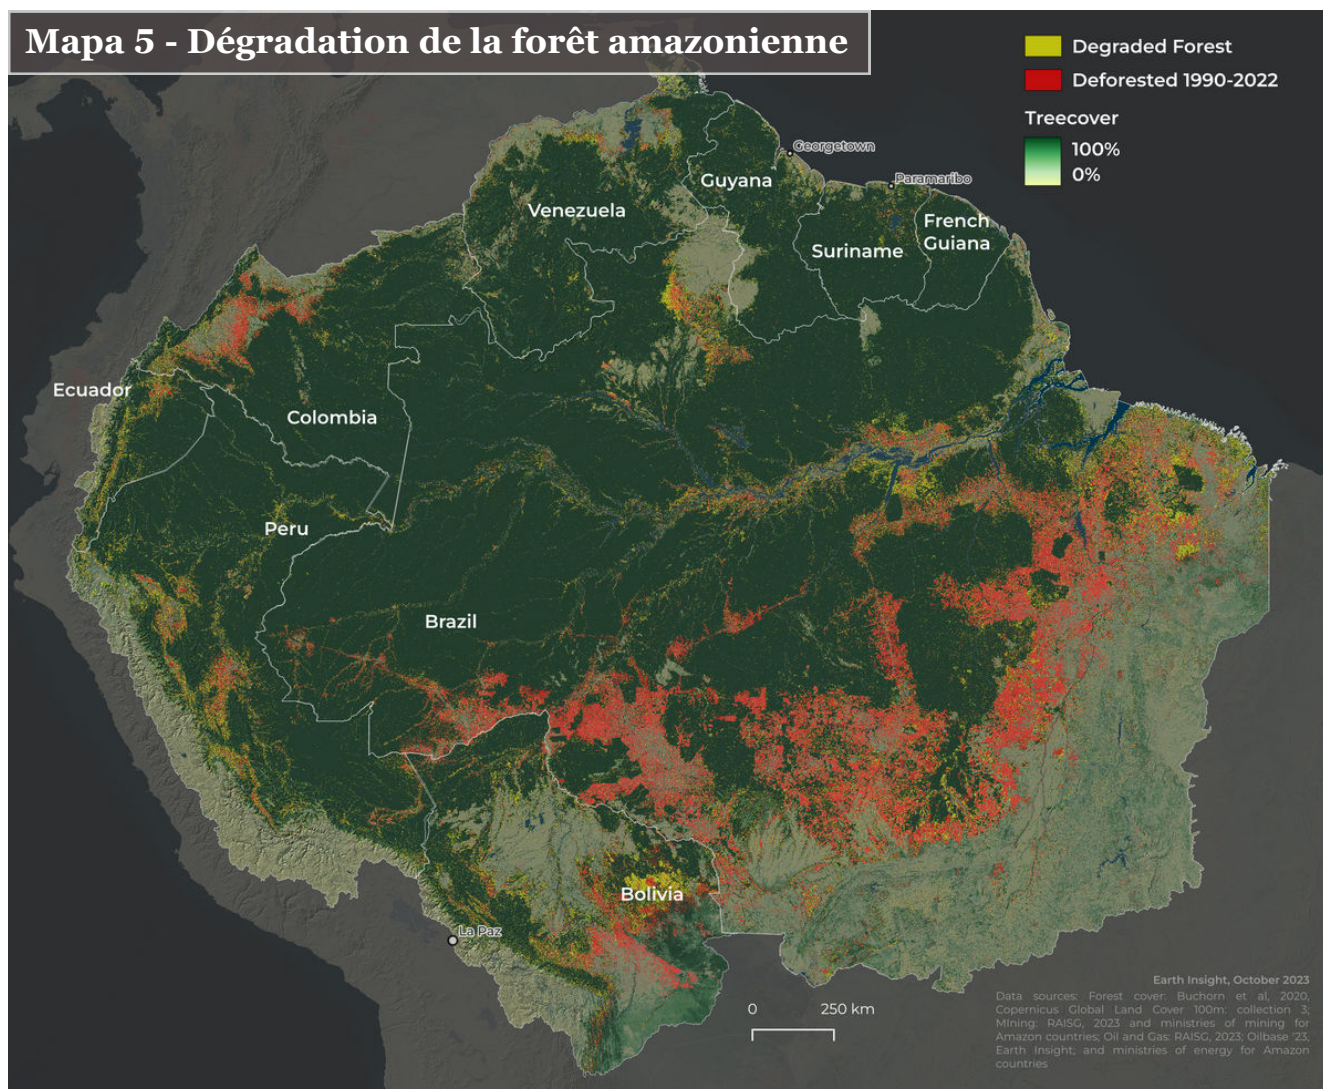 Mapa 5 - Dégradation de la forêt amazonienne
Degraded Forest
Deforested 1990-2022
Treecover
100%
0%
Georgetown
Paramaribo
Guyana
Venezuela
French
Guiana
Suriname
Ecuador
Colombia
Peru
Brazil
Bolivia
La Paz
0 250 km
Earth Insight, October 2023
Data sources: Forest cover: Buchorn et al, 2020,
Copernicus Global Land Cover 100m: collection 3;
MIning: RAISG, 2023 and ministries of mining for
Amazon countries; Oil and Gas: RAISG, 2023; Oilbase '23,
Earth Insight; and ministries of energy for Amazon
countries